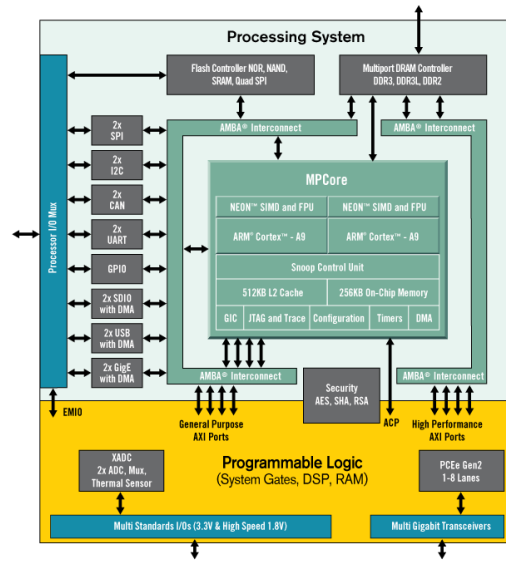 Processing System
Flash Controller NOR, NAND,
SRAM, Quad SPI
Multiport DRAM Controller
DDR3, DDR3L, DDR2
Processor I/O Mux
2x
SPI
2x
I2C
2x
CAN
2x
UART
GPIO
2x SDIO
with DMA
2x USB
with DMA
2x GigE
with DMA
AMBA® Interconnect
AMBA® Interconnect
MPCore
NEON™ SIMD and FPU
NEON™ SIMD and FPU
ARM® Cortex™ - A9
ARM® Cortex™ - A9
Snoop Control Unit
512KB L2 Cache
256KB On-Chip Memory
GIC
JTAG and Trace
Configuration
Timers
DMA
AMBA® Interconnect
AMBA® Interconnect
Security
AES, SHA, RSA
EMIO
General Purpose
AXI Ports
ACP
High Performance
AXI Ports
XADC
2x ADC, Mux,
Thermal Sensor
Programmable Logic
(System Gates, DSP, RAM)
PCEe Gen2
1-8 Lanes
Multi Standards I/Os (3.3V & High Speed 1.8V)
Multi Gigabit Transceivers